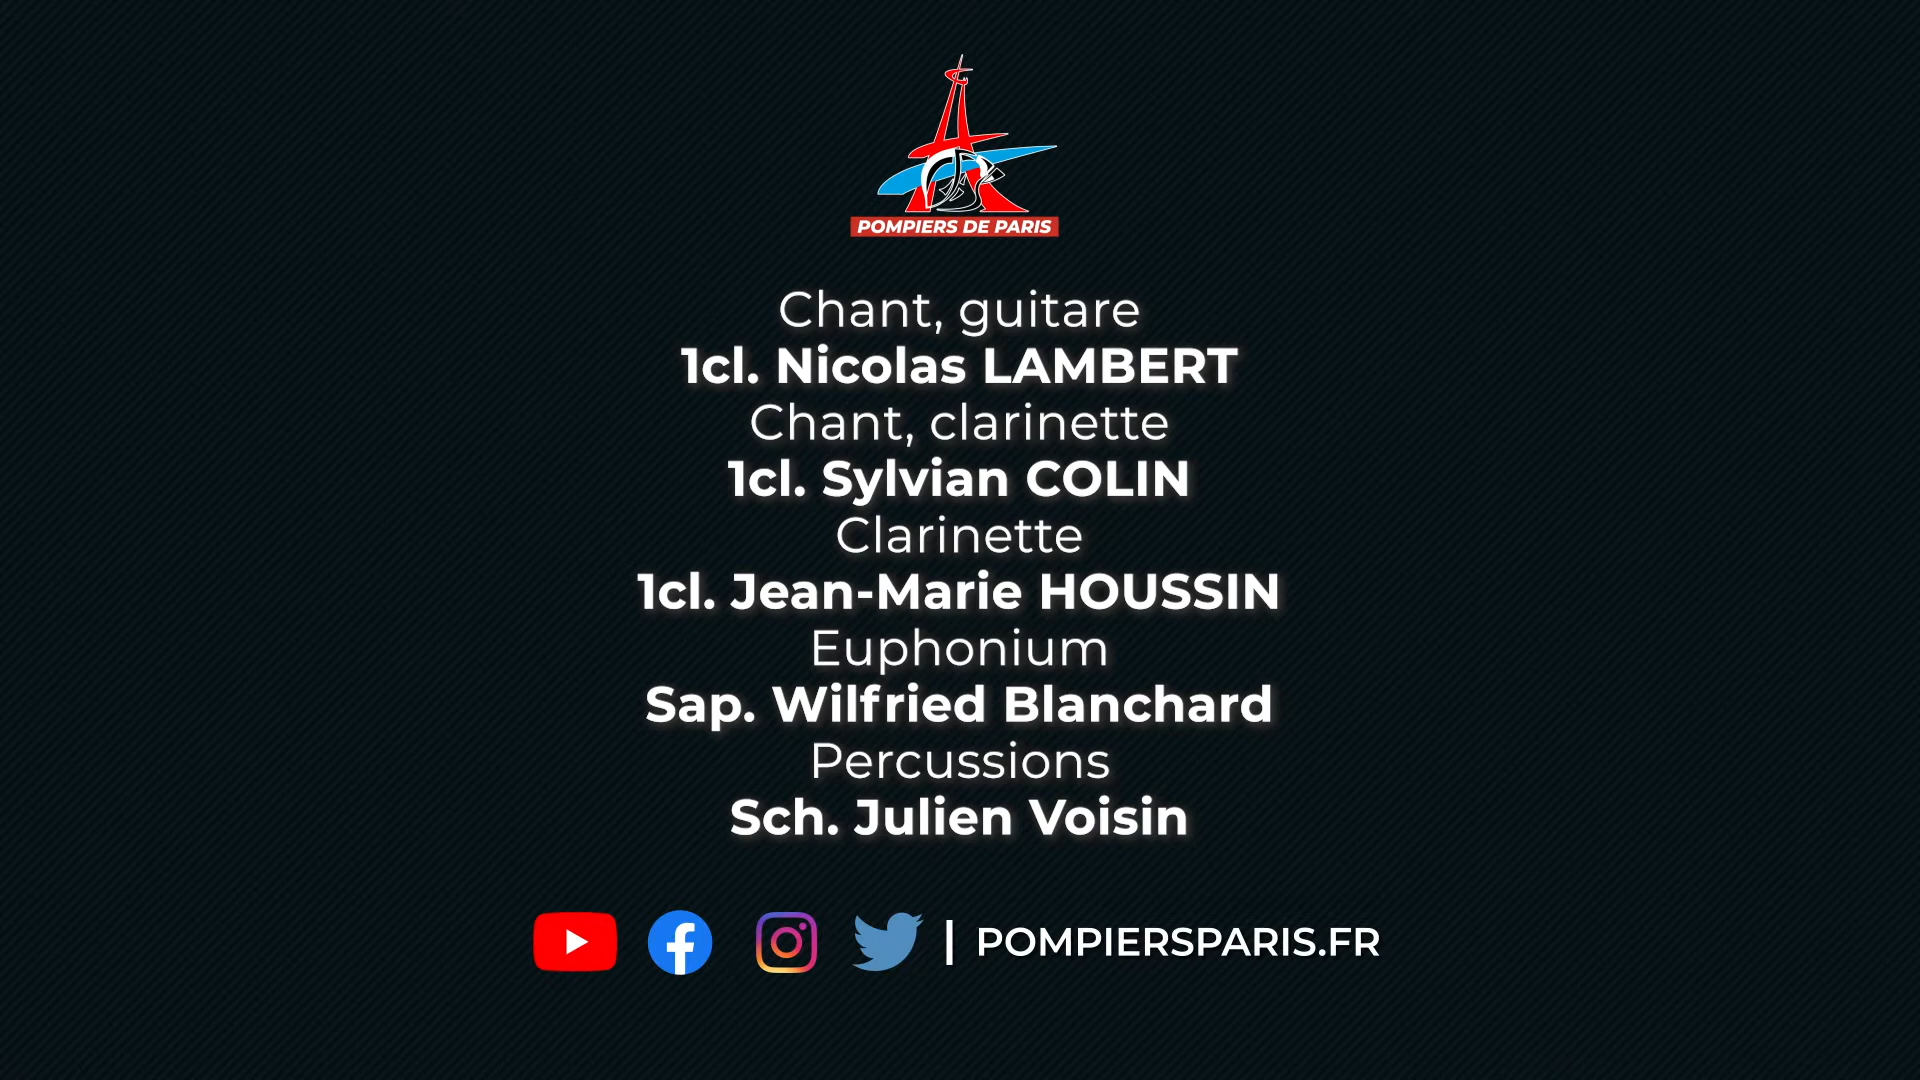 POMPIERS DE PARIS
Chant, guitare
1cl. Nicolas LAMBERT
Chant, clarinette
1cl. Sylvian COLIN
Clarinette
1cl. Jean-Marie HOUSSIN
Euphonium
Sap. Wilfried Blanchard
Percussions
Sch. Julien Voisin
| POMPIERSPARIS.FR